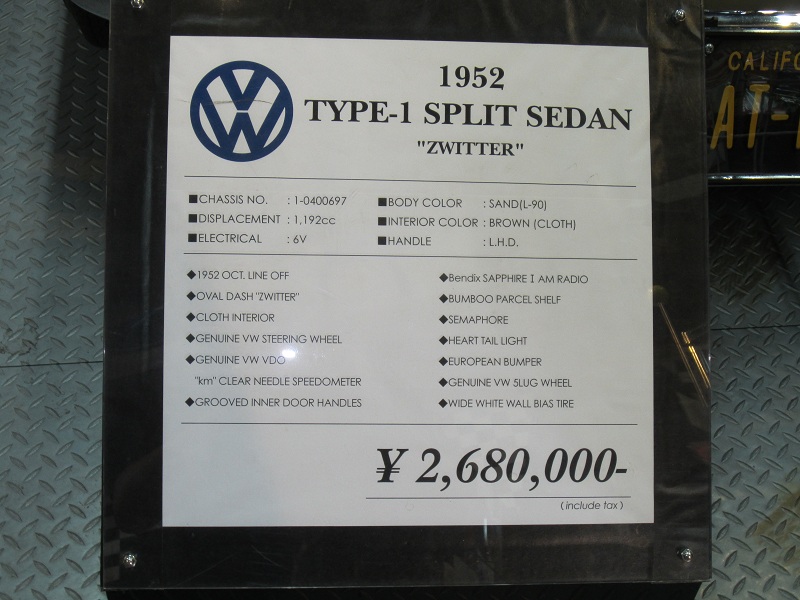 1952
TYPE-1 SPLIT SEDAN
"ZWITTER"
■CHASSIS NO. : 1-0400697
■DISPLACEMENT : 1,192cc
■ELECTRICAL : 6V
■BODY COLOR : SAND(L-90)
■INTERIOR COLOR : BROWN (CLOTH)
■HANDLE : L.H.D.
◆1952 OCT. LINE OFF
◆OVAL DASH "ZWITTER"
◆CLOTH INTERIOR
◆GENUINE VW STEERING WHEEL
◆GENUINE VW VDO
"km" CLEAR NEEDLE SPEEDOMETER
◆GROOVED INNER DOOR HANDLES
◆Bendix SAPPHIRE I AM RADIO
◆BUMBOO PARCEL SHELF
◆SEMAPHORE
◆HEART TAIL LIGHT
◆EUROPEAN BUMPER
◆GENUINE VW 5LUG WHEEL
◆WIDE WHITE WALL BIAS TIRE
¥ 2,680,000-
(include tax)
CALIFO
AT-